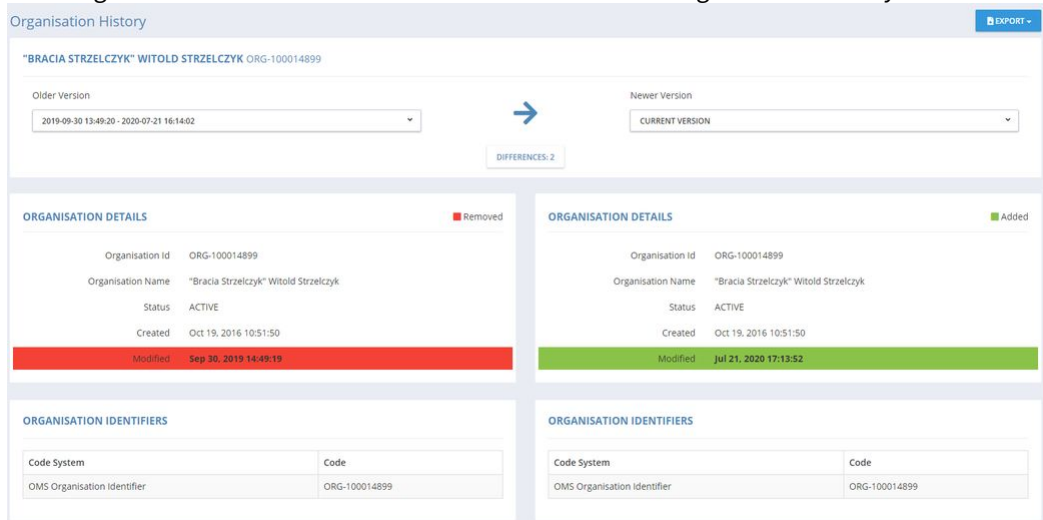 Organisation History
EXPORT
"BRACIA STRZELCZYK" WITOLD STRZELCZYK ORG-100014899
Older Version
Newer Version
2019-09-30 13:49:20 - 2020-07-21 16:14:02
CURRENT VERSION
DIFFERENCES: 2
ORGANISATION DETAILS
Removed
Organisation Id ORG-100014899
Organisation Name "Bracia Strzelczyk" Witold Strzelczyk
Status ACTIVE
Created Oct 19, 2016 10:51:50
Modified Sep 30, 2019 14:49:19
ORGANISATION DETAILS
Added
Organisation Id ORG-100014899
Organisation Name "Bracia Strzelczyk" Witold Strzelczyk
Status ACTIVE
Created Oct 19, 2016 10:51:50
Modified Jul 21, 2020 17:13:52
ORGANISATION IDENTIFIERS
Code System Code
OMS Organisation Identifier ORG-100014899
ORGANISATION IDENTIFIERS
Code System Code
OMS Organisation Identifier ORG-100014899